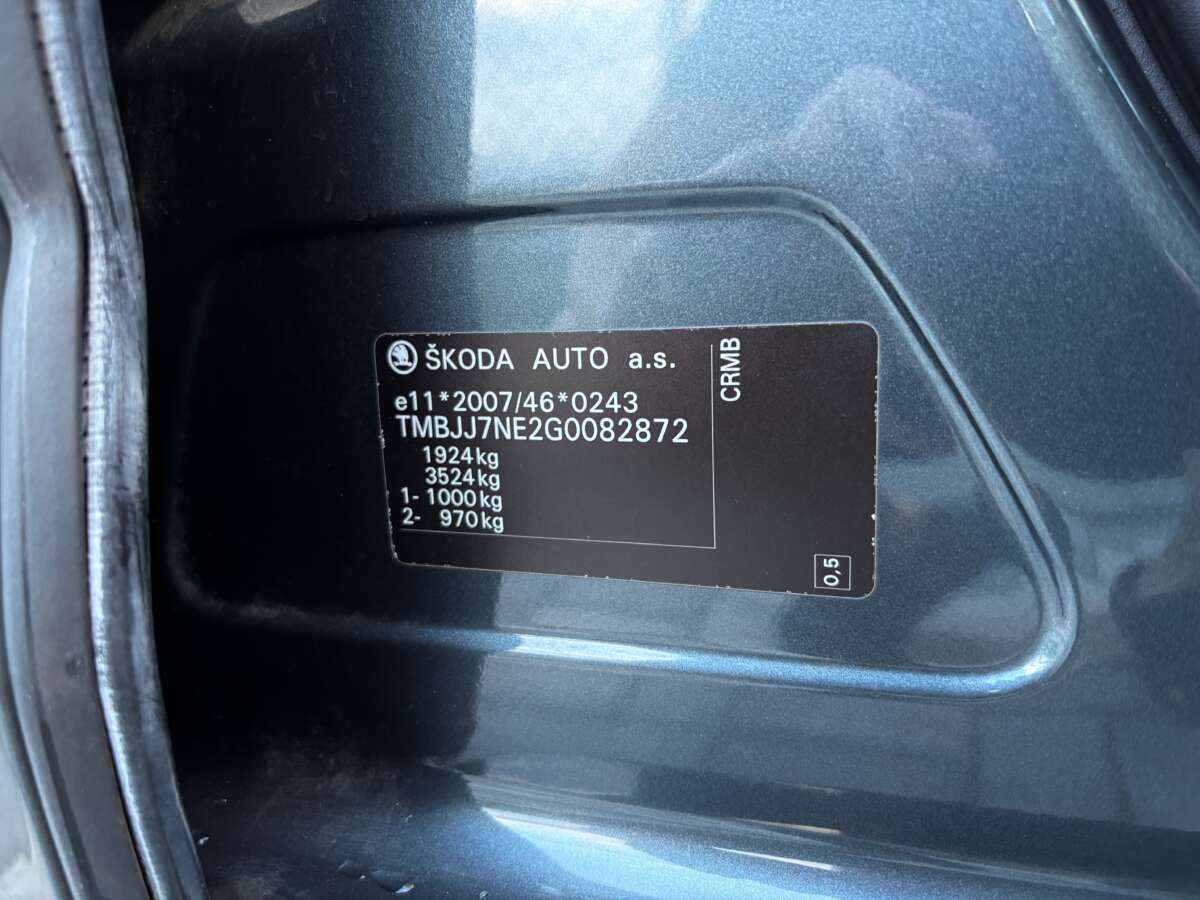 ŠKODA AUTO a.s.
e11*2007/46*0243
TMBJJ7NE2G0082872
1924kg
3524kg
1- 1000kg
2- 970kg
CRMB
0,5